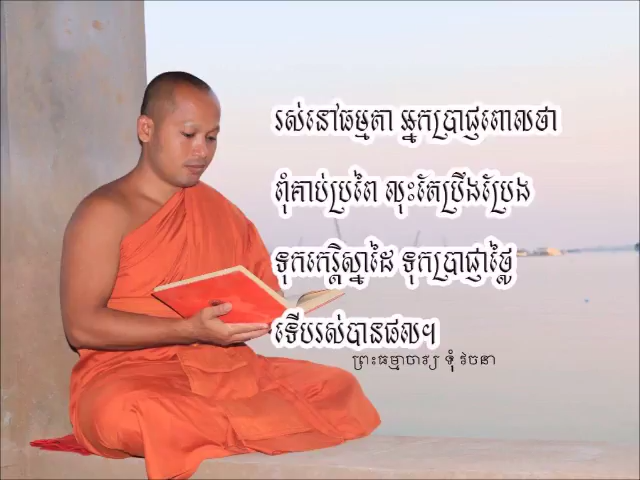 រស់នៅធម្មតា អ្នកប្រាជ្ញពោលថា
ពុំគាប់ប្រពៃ លុះតែប្រឹងប្រែង
ទុកកេរ្តិ៍ស្នាដៃ ទុកប្រាជ្ញាថ្លៃ
ទើបរស់បានផល។
ព្រះធម្មាចារ្យ ទុំ វចនា